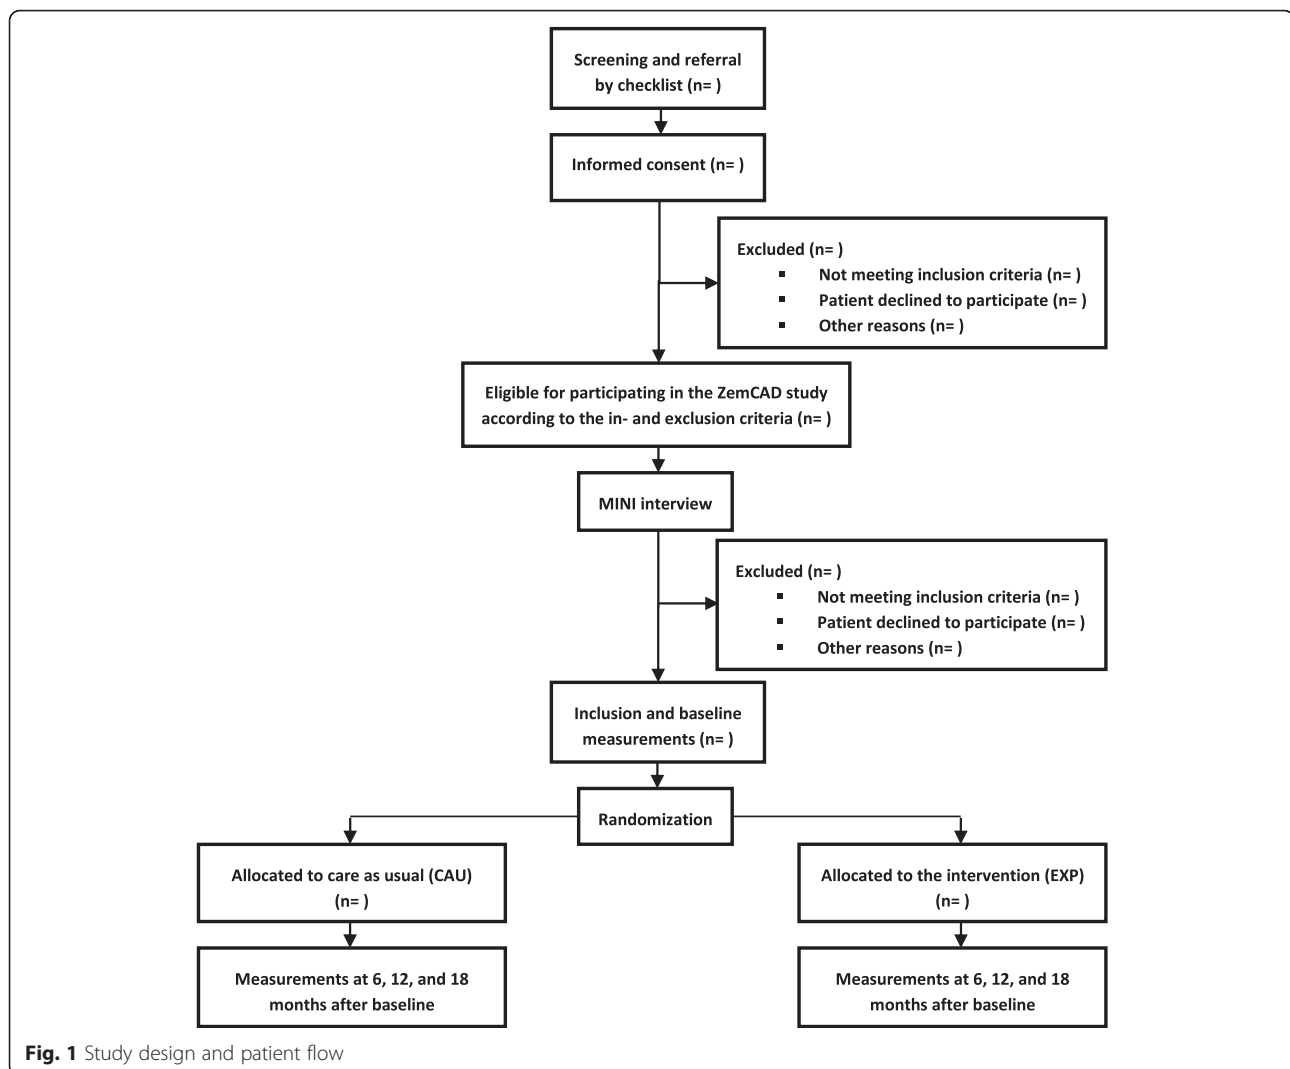 Screening and referral
by checklist (n= )
Informed consent (n= )
Excluded (n= )
▪ Not meeting inclusion criteria (n= )
▪ Patient declined to participate (n= )
▪ Other reasons (n= )
Eligible for participating in the ZemCAD study
according to the in- and exclusion criteria (n= )
MINI interview
Excluded (n= )
▪ Not meeting inclusion criteria (n= )
▪ Patient declined to participate (n= )
▪ Other reasons (n= )
Inclusion and baseline
measurements (n= )
Randomization
Allocated to care as usual (CAU)
(n= )
Allocated to the intervention (EXP)
(n= )
Measurements at 6, 12, and 18
months after baseline
Measurements at 6, 12, and 18
months after baseline
Fig. 1 Study design and patient flow